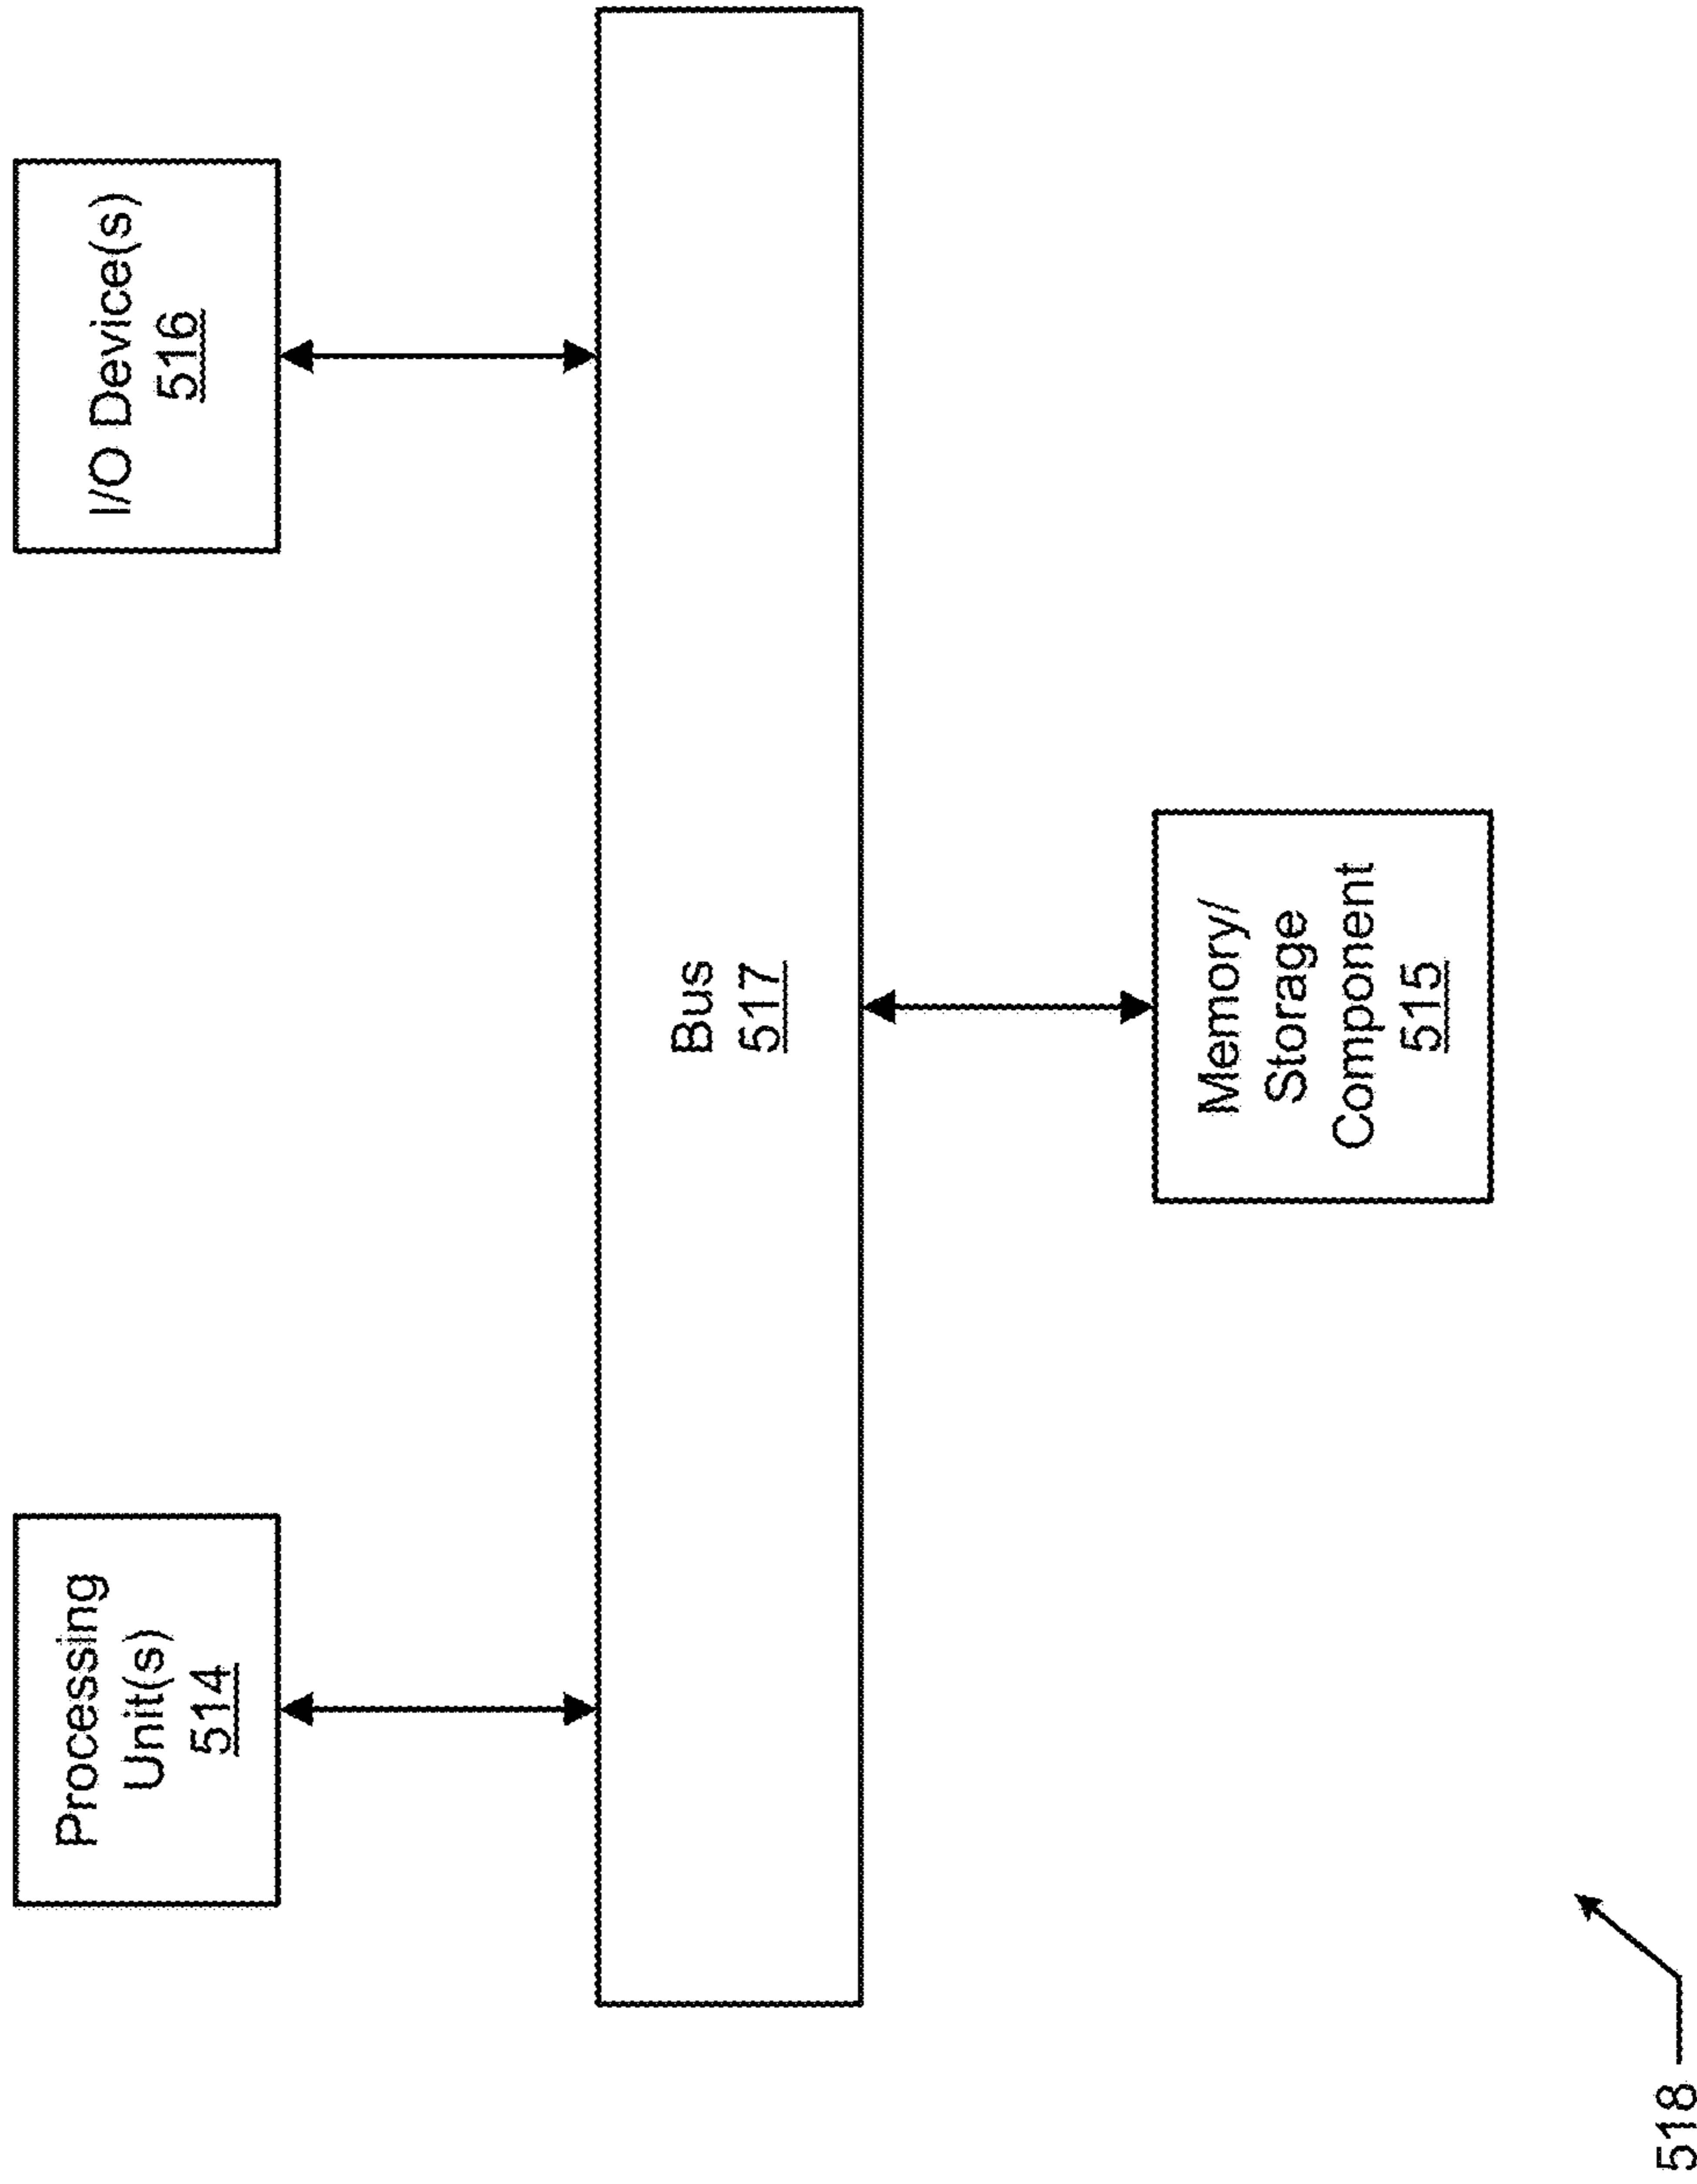 Processing
Unit(s)
514
I/O Device(s)
516
Bus
517
Memory/
Storage
Component
515
518